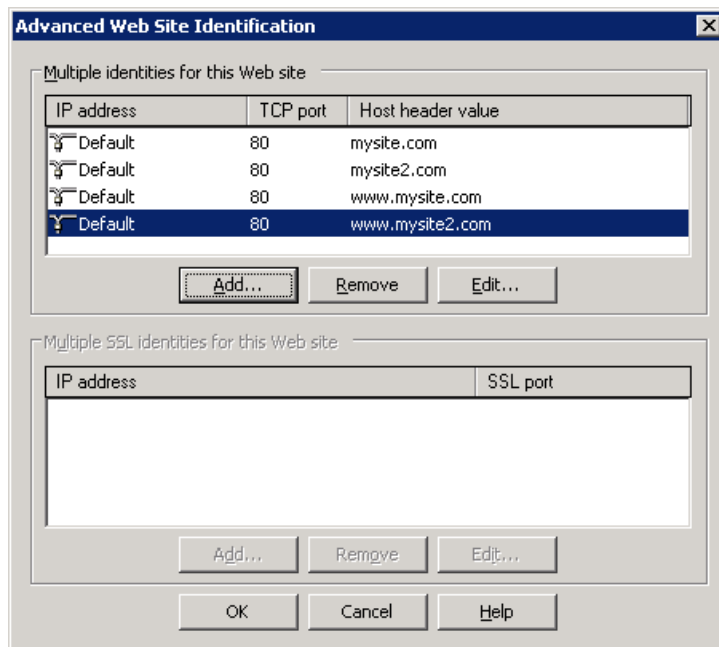 Advanced Web Site Identification
Multiple identities for this Web site
IP address TCP port Host header value
Default 80 mysite.com
Default 80 mysite2.com
Default 80 www.mysite.com
Default 80 www.mysite2.com
Add... Remove Edit...
Multiple SSL identities for this Web site
IP address SSL port
Add... Remove Edit...
OK Cancel Help